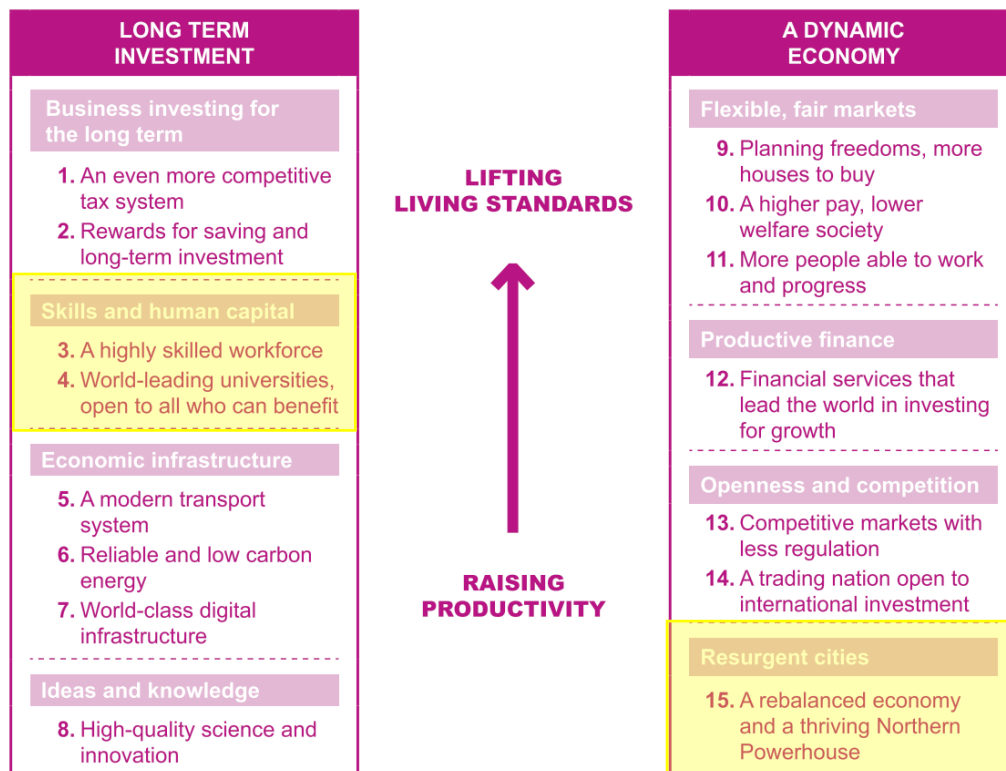 LONG TERM
INVESTMENT
Business investing for
the long term
1. An even more competitive
tax system
2. Rewards for saving and
long-term investment
Skills and human capital
3. A highly skilled workforce
4. World-leading universities,
open to all who can benefit
Economic infrastructure
5. A modern transport
system
6. Reliable and low carbon
energy
7. World-class digital
infrastructure
Ideas and knowledge
8. High-quality science and
innovation
LIFTING
LIVING STANDARDS
RAISING
PRODUCTIVITY
A DYNAMIC
ECONOMY
Flexible, fair markets
9. Planning freedoms, more
houses to buy
10. A higher pay, lower
welfare society
11. More people able to work
and progress
Productive finance
12. Financial services that
lead the world in investing
for growth
Openness and competition
13. Competitive markets with
less regulation
14. A trading nation open to
international investment
Resurgent cities
15. A rebalanced economy
and a thriving Northern
Powerhouse